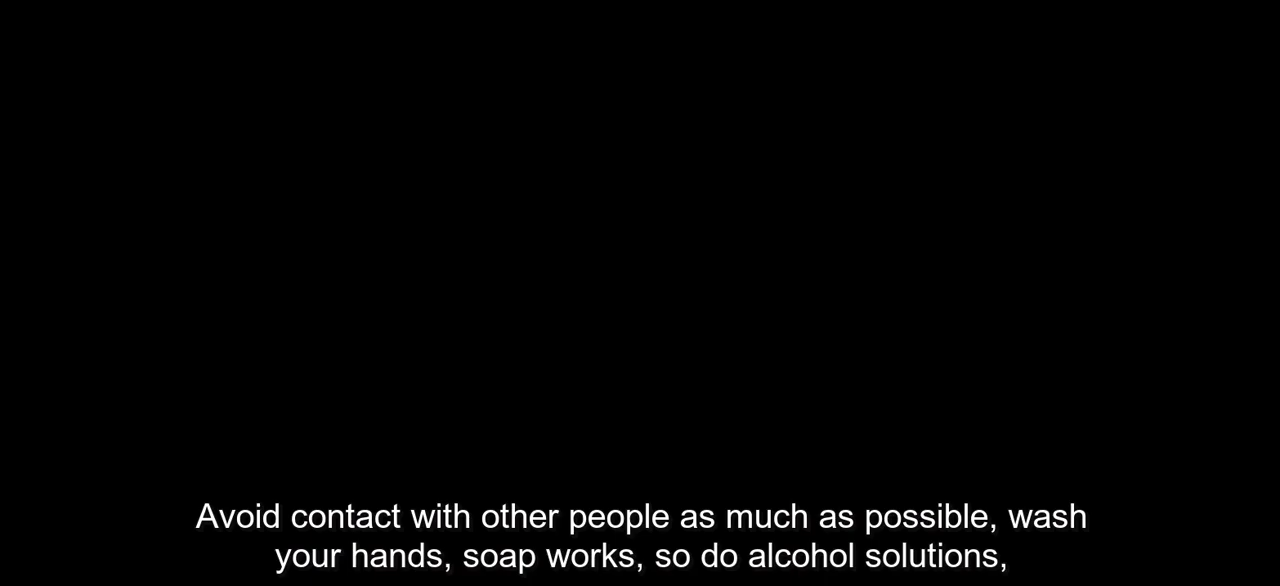 Avoid contact with other people as much as possible, wash
your hands, soap works, so do alcohol solutions,